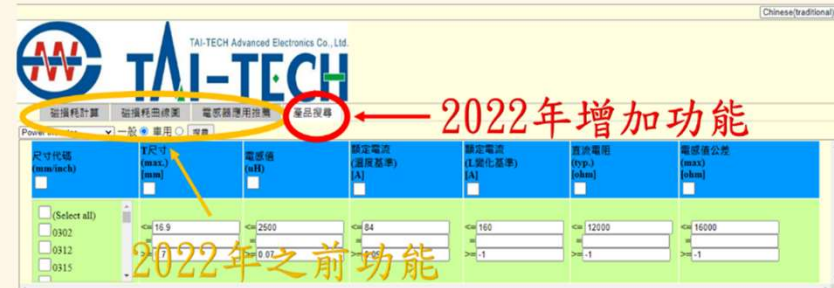 Chinese(traditional)
TAI-TECH Advanced Electronics Co., Ltd.
TAI-TECH
磁損耗計算 磁損耗曲線圖 電感器應用推薦 產品搜尋
2022年增加功能
一般 車用 搜尋
尺寸代碼 (mm/inch)
T尺寸 (max.) [mm]
電感值 (uH)
額定電流 (溫度基準) [A]
額定電流 (L變化基準) [A]
直流電阻 (typ.) [ohm]
電感值公差 (max) [ohm]
(Select all)
0302
0312
0315
<= 16.9 <= 2500 <= 84 <= 160 <= 12000 <= 16000
= = = = = =
>= 0.07 >= -1 >= -1 >= -1
2022年之前功能